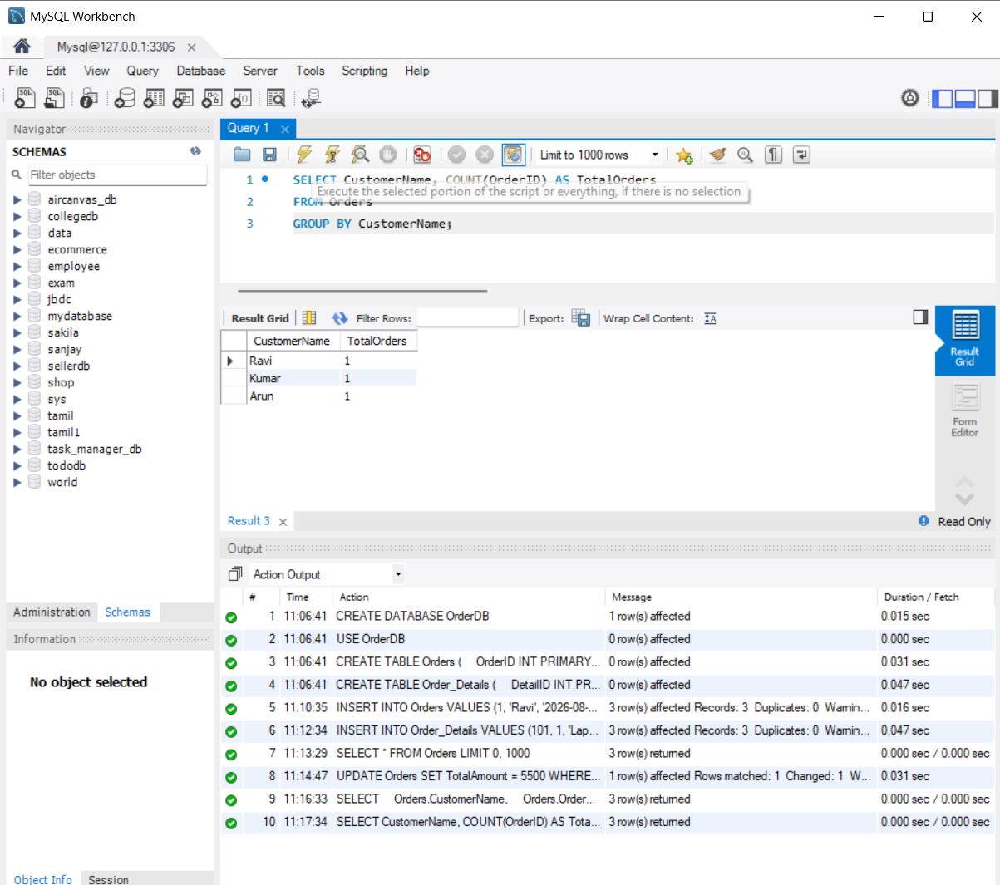 MySQL Workbench
Mysql@127.0.0.1:3306
File Edit View Query Database Server Tools Scripting Help
Navigator
SCHEMAS
Filter objects
aircanvas_db
collegedb
data
ecommerce
employee
exam
jbdc
mydatabase
sakila
sanjay
sellerdb
shop
sys
tamil
tamil1
task_manager_db
tododb
world
Administration Schemas
Information
No object selected
Object Info Session
Query 1
Limit to 1000 rows
1 SELECT CustomerName, COUNT(OrderID) AS TotalOrders
Execute the selected portion of the script or everything, if there is no selection
2 FROM Orders
3 GROUP BY CustomerName;
Result Grid Filter Rows: Export: Wrap Cell Content:
CustomerName TotalOrders
Ravi 1
Kumar 1
Arun 1
Result Grid
Form Editor
Result 3 Read Only
Output
Action Output
# Time Action Message Duration / Fetch
1 11:06:41 CREATE DATABASE OrderDB 1 row(s) affected 0.015 sec
2 11:06:41 USE OrderDB 0 row(s) affected 0.000 sec
3 11:06:41 CREATE TABLE Orders ( OrderID INT PRIMARY... 0 row(s) affected 0.031 sec
4 11:06:41 CREATE TABLE Order_Details ( DetailID INT PR... 0 row(s) affected 0.047 sec
5 11:10:35 INSERT INTO Orders VALUES (1, 'Ravi', '2026-08-... 3 row(s) affected Records: 3 Duplicates: 0 Warnin... 0.016 sec
6 11:12:34 INSERT INTO Order_Details VALUES (101, 1, 'Lap... 3 row(s) affected Records: 3 Duplicates: 0 Warnin... 0.047 sec
7 11:13:29 SELECT * FROM Orders LIMIT 0, 1000 3 row(s) returned 0.000 sec / 0.000 sec
8 11:14:47 UPDATE Orders SET TotalAmount = 5500 WHERE... 1 row(s) affected Rows matched: 1 Changed: 1 W... 0.031 sec
9 11:16:33 SELECT Orders.CustomerName, Orders.Order... 3 row(s) returned 0.000 sec / 0.000 sec
10 11:17:34 SELECT CustomerName, COUNT(OrderID) AS Tota... 3 row(s) returned 0.000 sec / 0.000 sec